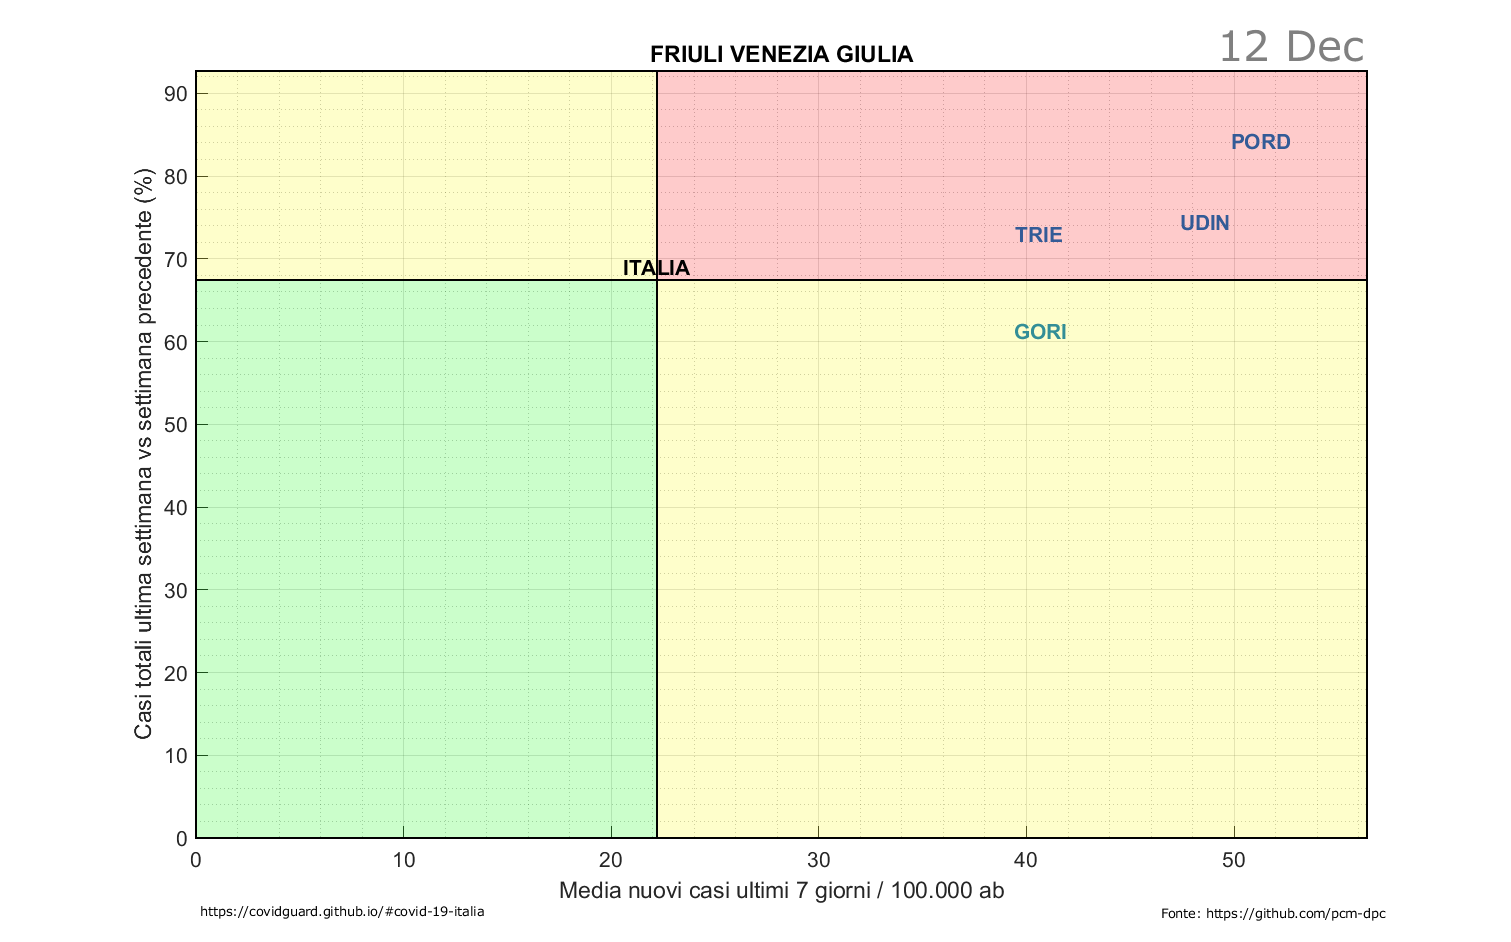 12 Dec
FRIULI VENEZIA GIULIA
Casi totali ultima settimana vs settimana precedente (%)
90
80
70
60
50
40
30
20
10
0
PORD
UDIN
TRIE
ITALIA
GORI
0 10 20 30 40 50
Media nuovi casi ultimi 7 giorni / 100.000 ab
https://covidguard.github.io/#covid-19-italia
Fonte: https://github.com/pcm-dpc